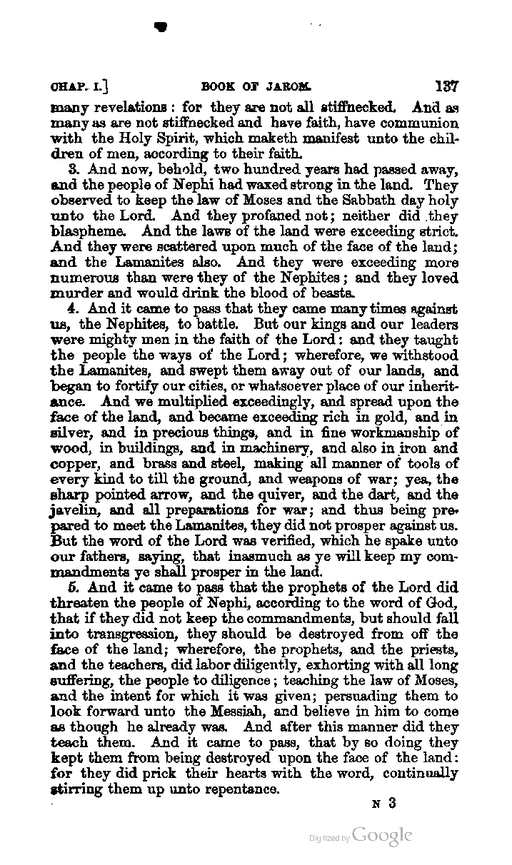 CHAP. I.] BOOK OF JAROM. 137
many revelations: for they are not all stiffnecked. And as
many as are not stiffnecked and have faith, have communion
with the Holy Spirit, which maketh manifest unto the chil-
dren of men, according to their faith.
3. And now, behold, two hundred years had passed away,
and the people of Nephi had waxed strong in the land. They
observed to keep the law of Moses and the Sabbath day holy
unto the Lord. And they profaned not; neither did they
blaspheme. And the laws of the land were exceeding strict.
And they were scattered upon much of the face of the land;
and the Lamanites also. And they were exceeding more
numerous than were they of the Nephites; and they loved
murder and would drink the blood of beasts.
4. And it came to pass that they came many times against
us, the Nephites, to battle. But our kings and our leaders
were mighty men in the faith of the Lord: and they taught
the people the ways of the Lord; wherefore, we withstood
the Lamanites, and swept them away out of our lands, and
began to fortify our cities, or whatsoever place of our inherit-
ance. And we multiplied exceedingly, and spread upon the
face of the land, and became exceeding rich in gold, and in
silver, and in precious things, and in fine workmanship of
wood, in buildings, and in machinery, and also in iron and
copper, and brass and steel, making all manner of tools of
every kind to till the ground, and weapons of war; yea, the
sharp pointed arrow, and the quiver, and the dart, and the
javelin, and all preparations for war; and thus being pre-
pared to meet the Lamanites, they did not prosper against us.
But the word of the Lord was verified, which he spake unto
our fathers, saying, that inasmuch as ye will keep my com-
mandments ye shall prosper in the land.
5. And it came to pass that the prophets of the Lord did
threaten the people of Nephi, according to the word of God,
that if they did not keep the commandments, but should fall
into transgression, they should be destroyed from off the
face of the land; wherefore, the prophets, and the priests,
and the teachers, did labor diligently, exhorting with all long
suffering, the people to diligence; teaching the law of Moses,
and the intent for which it was given; persuading them to
look forward unto the Messiah, and believe in him to come
as though he already was. And after this manner did they
teach them. And it came to pass, that by so doing they
kept them from being destroyed upon the face of the land:
for they did prick their hearts with the word, continually
stirring them up unto repentance.
N 3
Digitized by Google